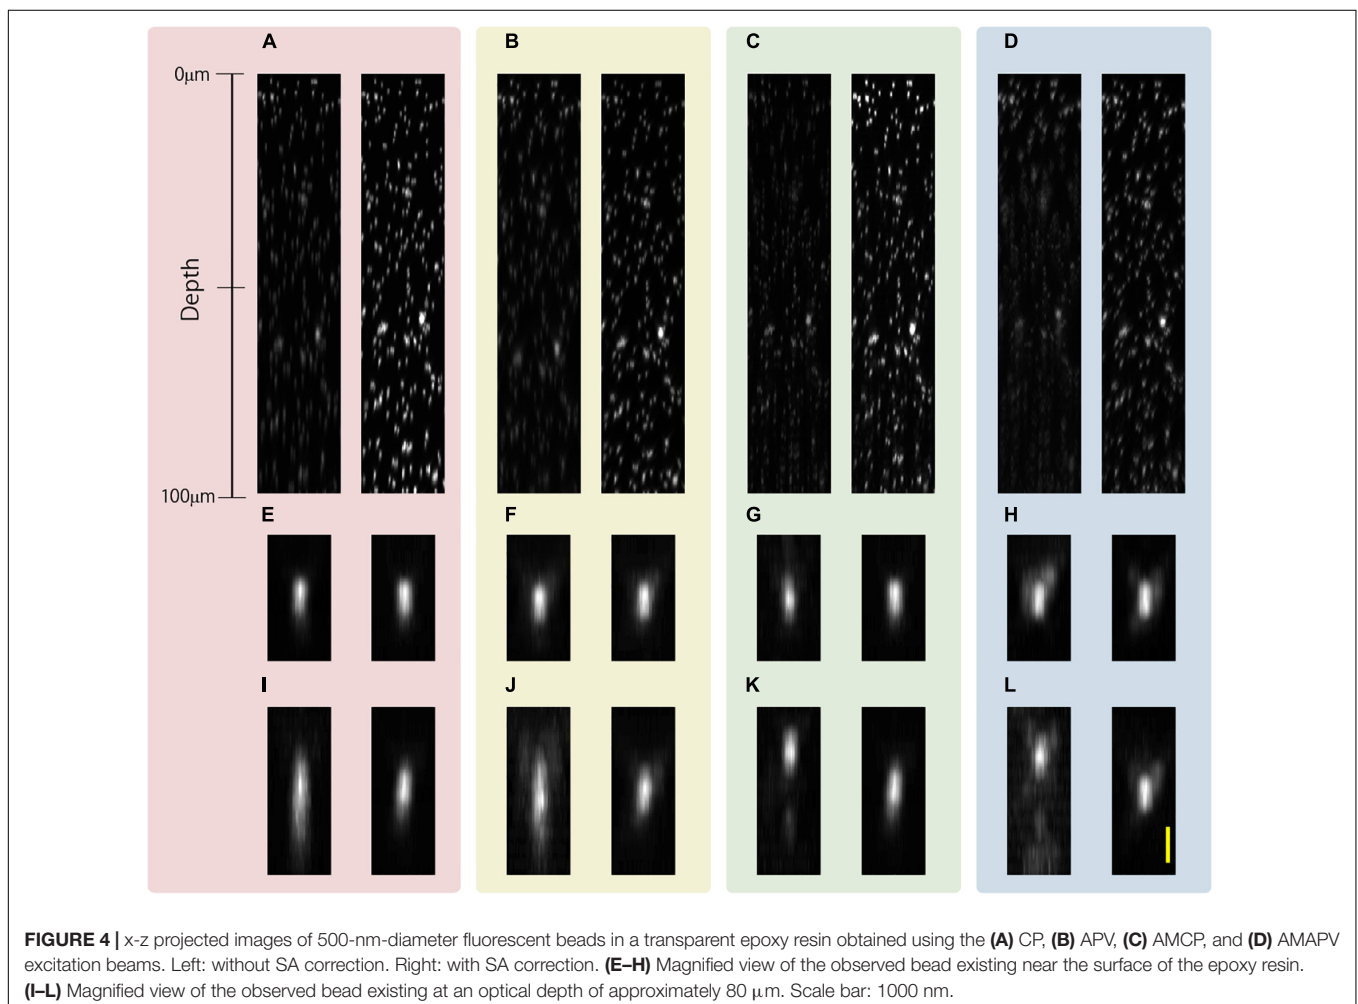 A B C D
0μm
Depth
100μm
E F G H
I J K L
FIGURE 4 | x-z projected images of 500-nm-diameter fluorescent beads in a transparent epoxy resin obtained using the (A) CP, (B) APV, (C) AMCP, and (D) AMAPV
excitation beams. Left: without SA correction. Right: with SA correction. (E–H) Magnified view of the observed bead existing near the surface of the epoxy resin.
(I–L) Magnified view of the observed bead existing at an optical depth of approximately 80 μm. Scale bar: 1000 nm.